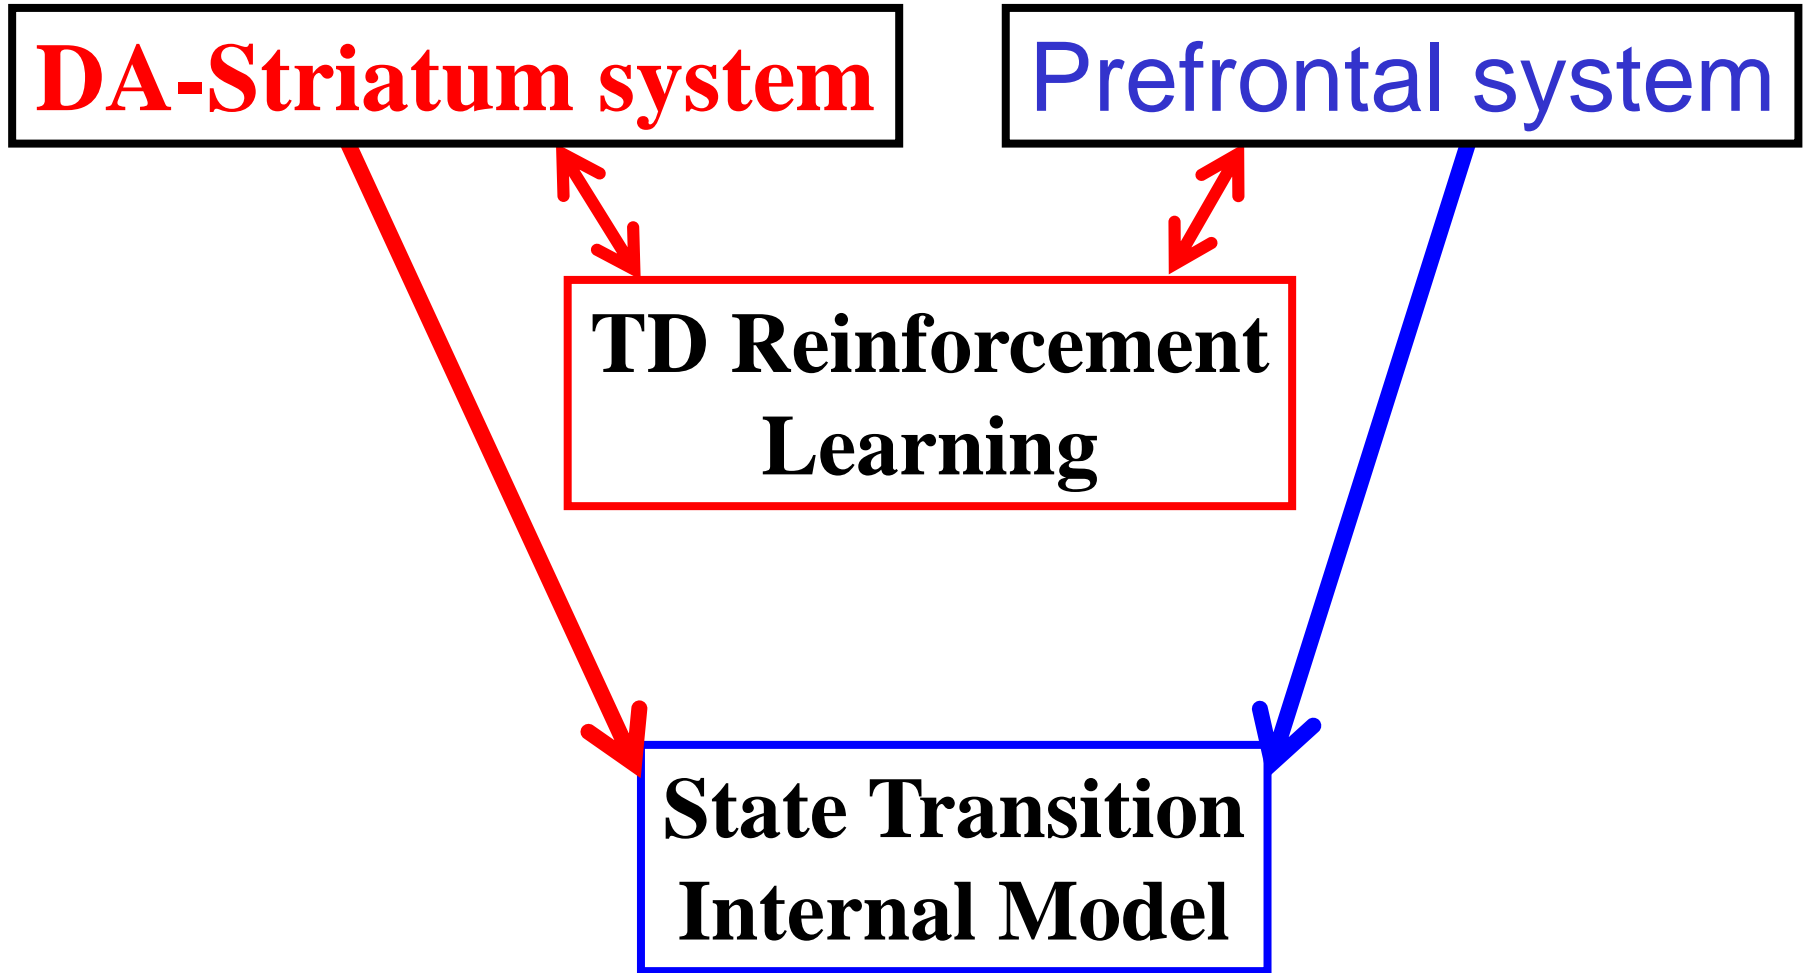 DA-Striatum system
Prefrontal system
TD Reinforcement
Learning
State Transition
Internal Model